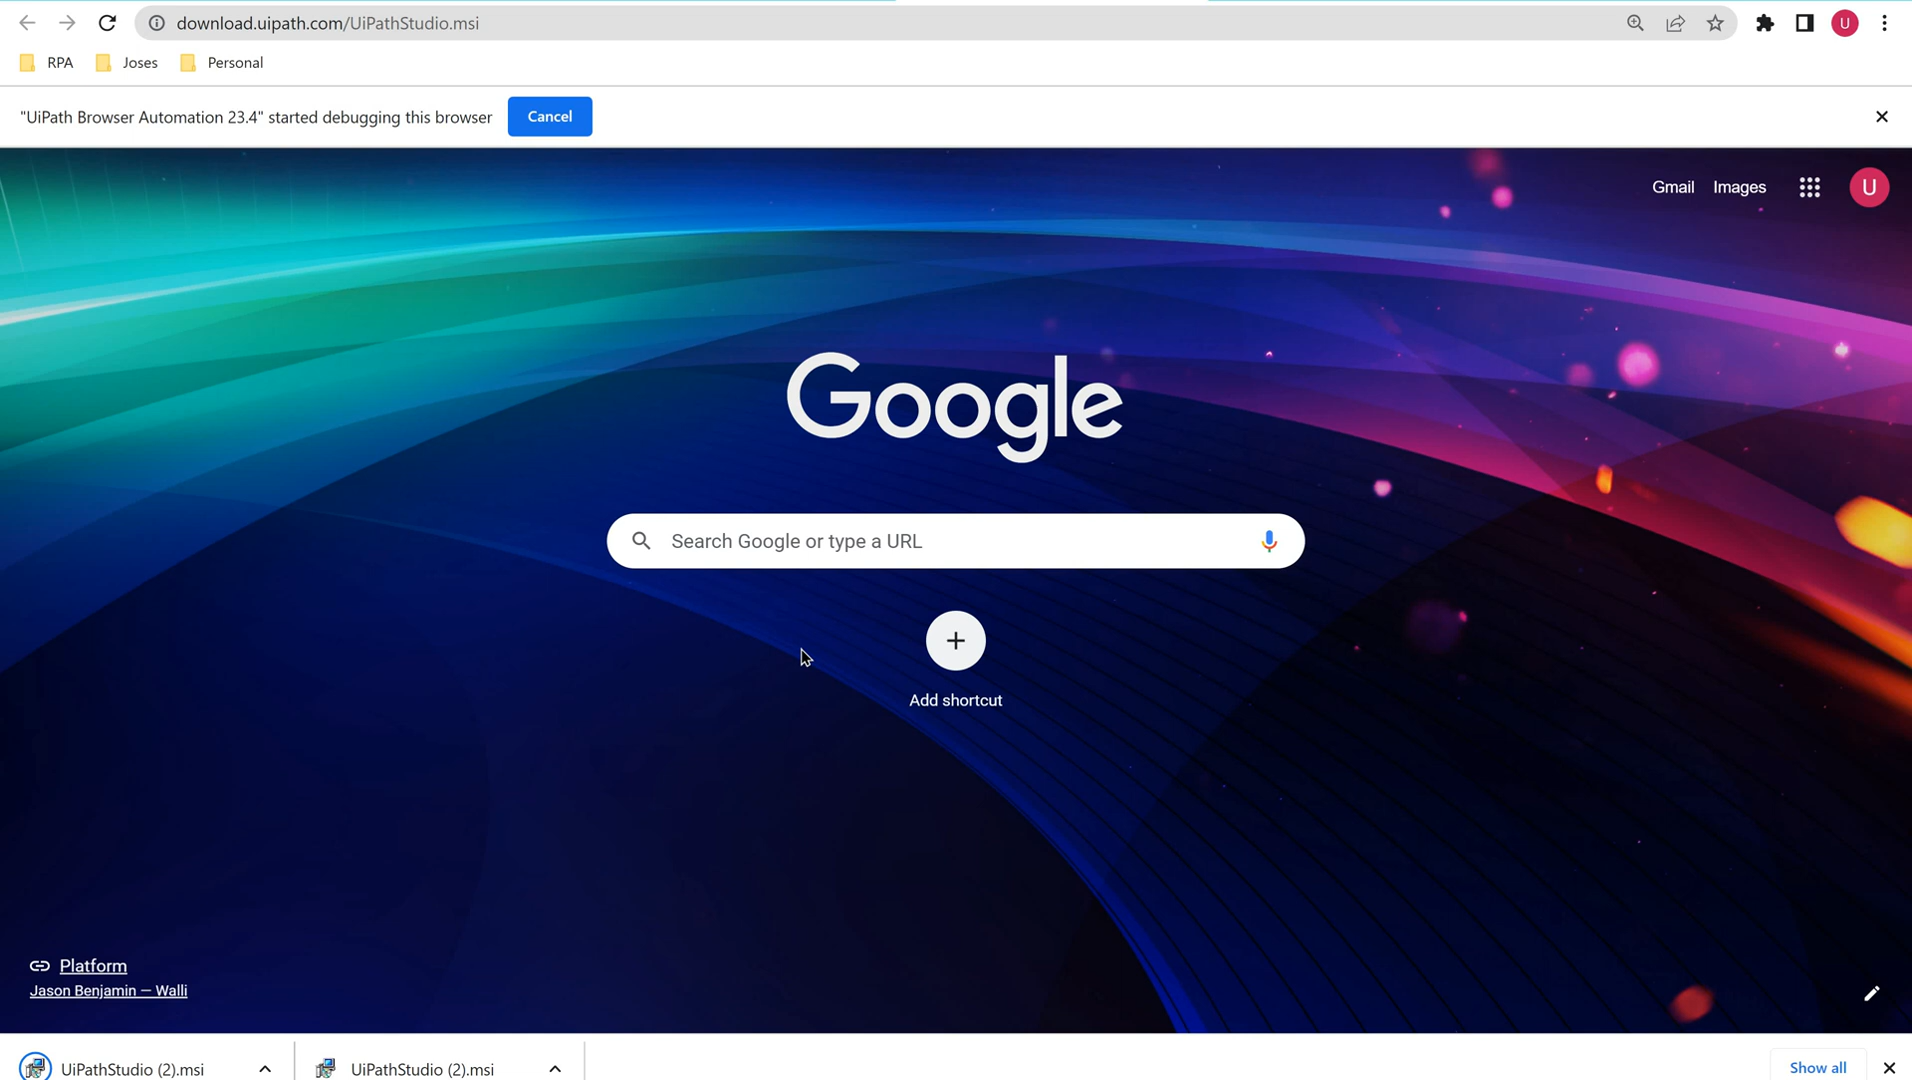 download.uipath.com/UiPathStudio.msi
U
RPA Joses Personal
"UiPath Browser Automation 23.4" started debugging this browser Cancel
Gmail Images U
Google
Search Google or type a URL
Add shortcut
Platform
Jason Benjamin — Walli
UiPathStudio (2).msi UiPathStudio (2).msi Show all